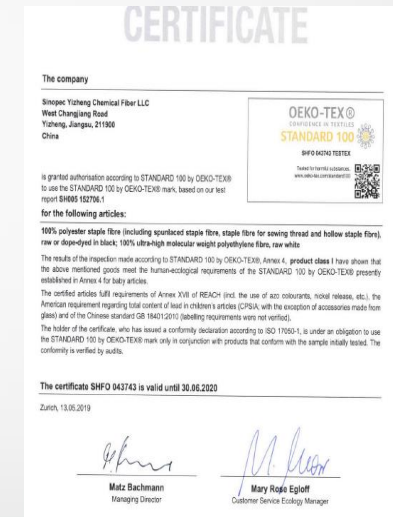 CERTIFICATE
The company
Sinopec Yizheng Chemical Fiber LLC
West Changjiang Road
Yizheng, Jiangsu, 211900
China
OEKO-TEX®
CONFIDENCE IN TEXTILES
STANDARD 100
SHFO 043743 TESTEX
Tested for harmful substances.
www.oeko-tex.com/standard100
is granted authorisation according to STANDARD 100 by OEKO-TEX®
to use the STANDARD 100 by OEKO-TEX® mark, based on our test
report SH005 152706.1
for the following articles:
100% polyester staple fibre (including spunlaced staple fibre, staple fibre for sewing thread and hollow staple fibre),
raw or dope-dyed in black; 100% ultra-high molecular weight polyethylene fibre, raw white
The results of the inspection made according to STANDARD 100 by OEKO-TEX®, Annex 4, product class I have shown that
the above mentioned goods meet the human-ecological requirements of the STANDARD 100 by OEKO-TEX® presently
established in Annex 4 for baby articles.
The certified articles fulfil requirements of Annex XVII of REACH (incl. the use of azo colourants, nickel release, etc.), the
American requirement regarding total content of lead in children's articles (CPSIA; with the exception of accessories made from
glass) and of the Chinese standard GB 18401:2010 (labelling requirements were not verified).
The holder of the certificate, who has issued a conformity declaration according to ISO 17050-1, is under an obligation to use
the STANDARD 100 by OEKO-TEX® mark only in conjunction with products that conform with the sample initially tested. The
conformity is verified by audits.
The certificate SHFO 043743 is valid until 30.06.2020
Zurich, 13.05.2019
Matz Bachmann
Managing Director
Mary Rose Egloff
Customer Service Ecology Manager